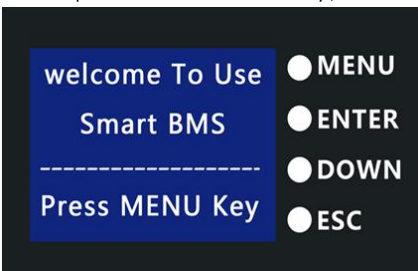 welcome To Use
Smart BMS
--------------------
Press MENU Key
MENU
ENTER
DOWN
ESC